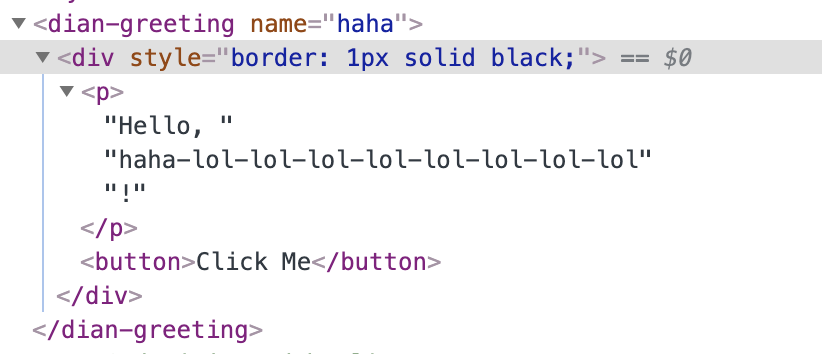 <dian-greeting name="haha">
<div style="border: 1px solid black;"> == $0
<p>
"Hello, "
"haha-lol-lol-lol-lol-lol-lol-lol-lol"
"!"
</p>
<button>Click Me</button>
</div>
</dian-greeting>